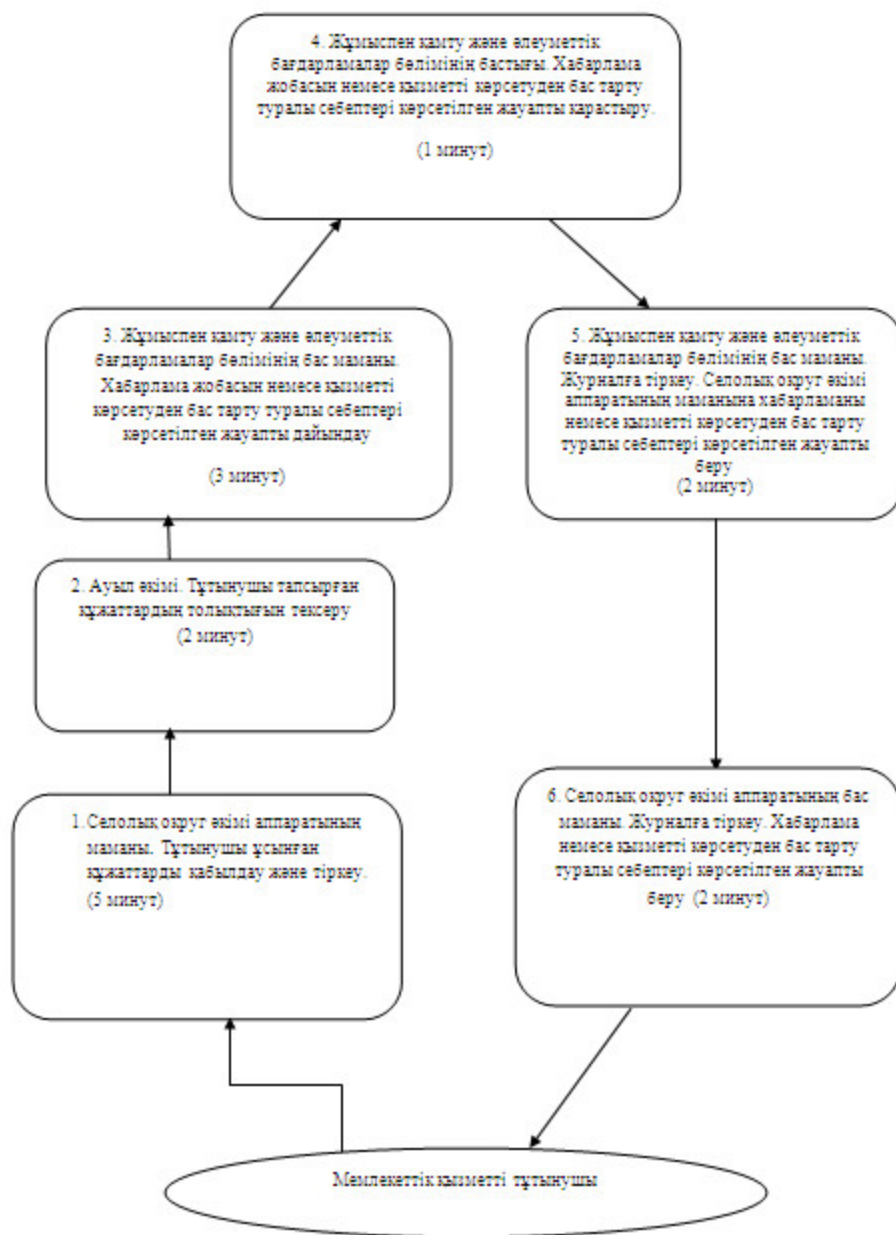 4. Жұмыспен қамту және әлеуметтік
бағдарламалар бөлімінің бастығы. Хабарлама
жобасын немесе қызметті көрсетуден бас тарту
туралы себептері көрсетілген жауапты қарастыру.
(1 минут)
3. Жұмыспен қамту және әлеуметтік
бағдарламалар бөлімінің бас маманы.
Хабарлама жобасын немесе қызметті
көрсетуден бас тарту туралы себептері
көрсетілген жауапты дайындау
(3 минут)
5. Жұмыспен қамту және әлеуметтік
бағдарламалар бөлімінің бас маманы.
Журналға тіркеу. Селолық округ әкімі
аппаратының маманына хабарламаны
немесе қызметті көрсетуден бас тарту
туралы себептері көрсетілген жауапты
беру
(2 минут)
2. Ауыл әкімі. Тұтынушы тапсырған
құжаттардың толықтығын тексеру
(2 минут)
1. Селолық округ әкімі аппаратының
маманы. Тұтынушы ұсынған
құжаттарды қабылдау және тіркеу.
(5 минут)
6. Селолық округ әкімі аппаратының бас
маманы. Журналға тіркеу. Хабарлама
немесе қызметті көрсетуден бас тарту
туралы себептері көрсетілген жауапты
беру (2 минут)
Мемлекеттік қызметті тұтынушы